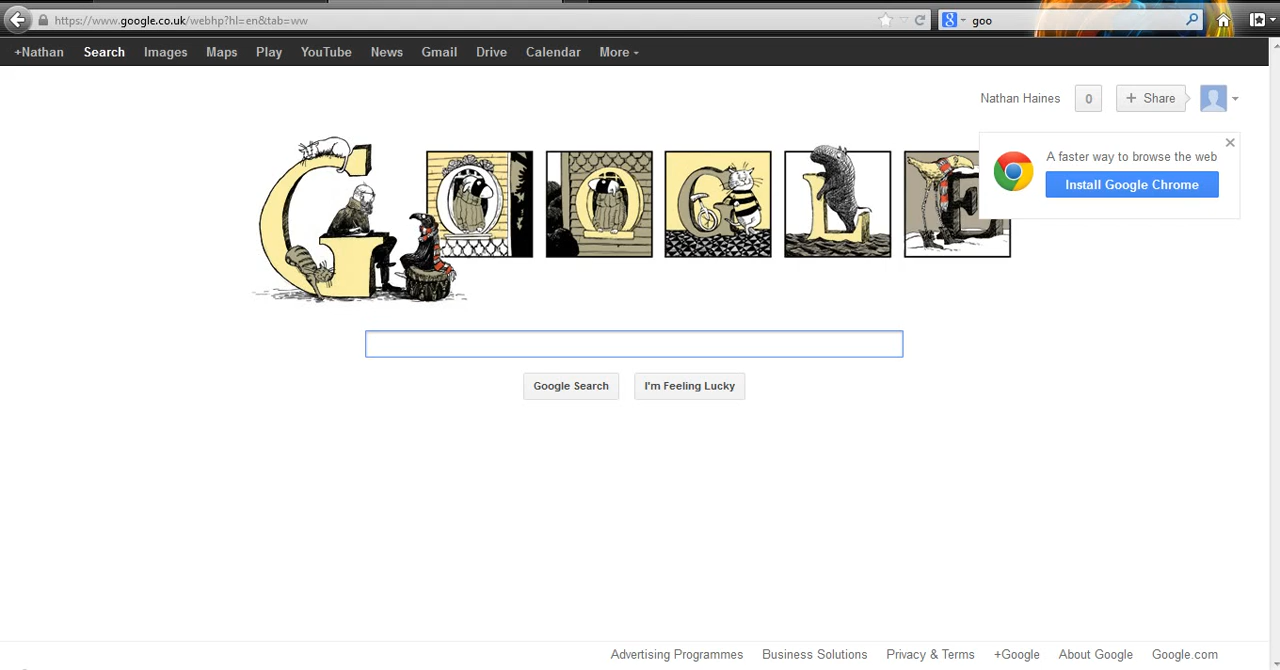 https://www.google.co.uk/webhp?hl=en&tab=ww
goo
+Nathan Search Images Maps Play YouTube News Gmail Drive Calendar More
Nathan Haines 0 + Share
A faster way to browse the web
Install Google Chrome
Google
Google Search I'm Feeling Lucky
Advertising Programmes Business Solutions Privacy & Terms +Google About Google Google.com